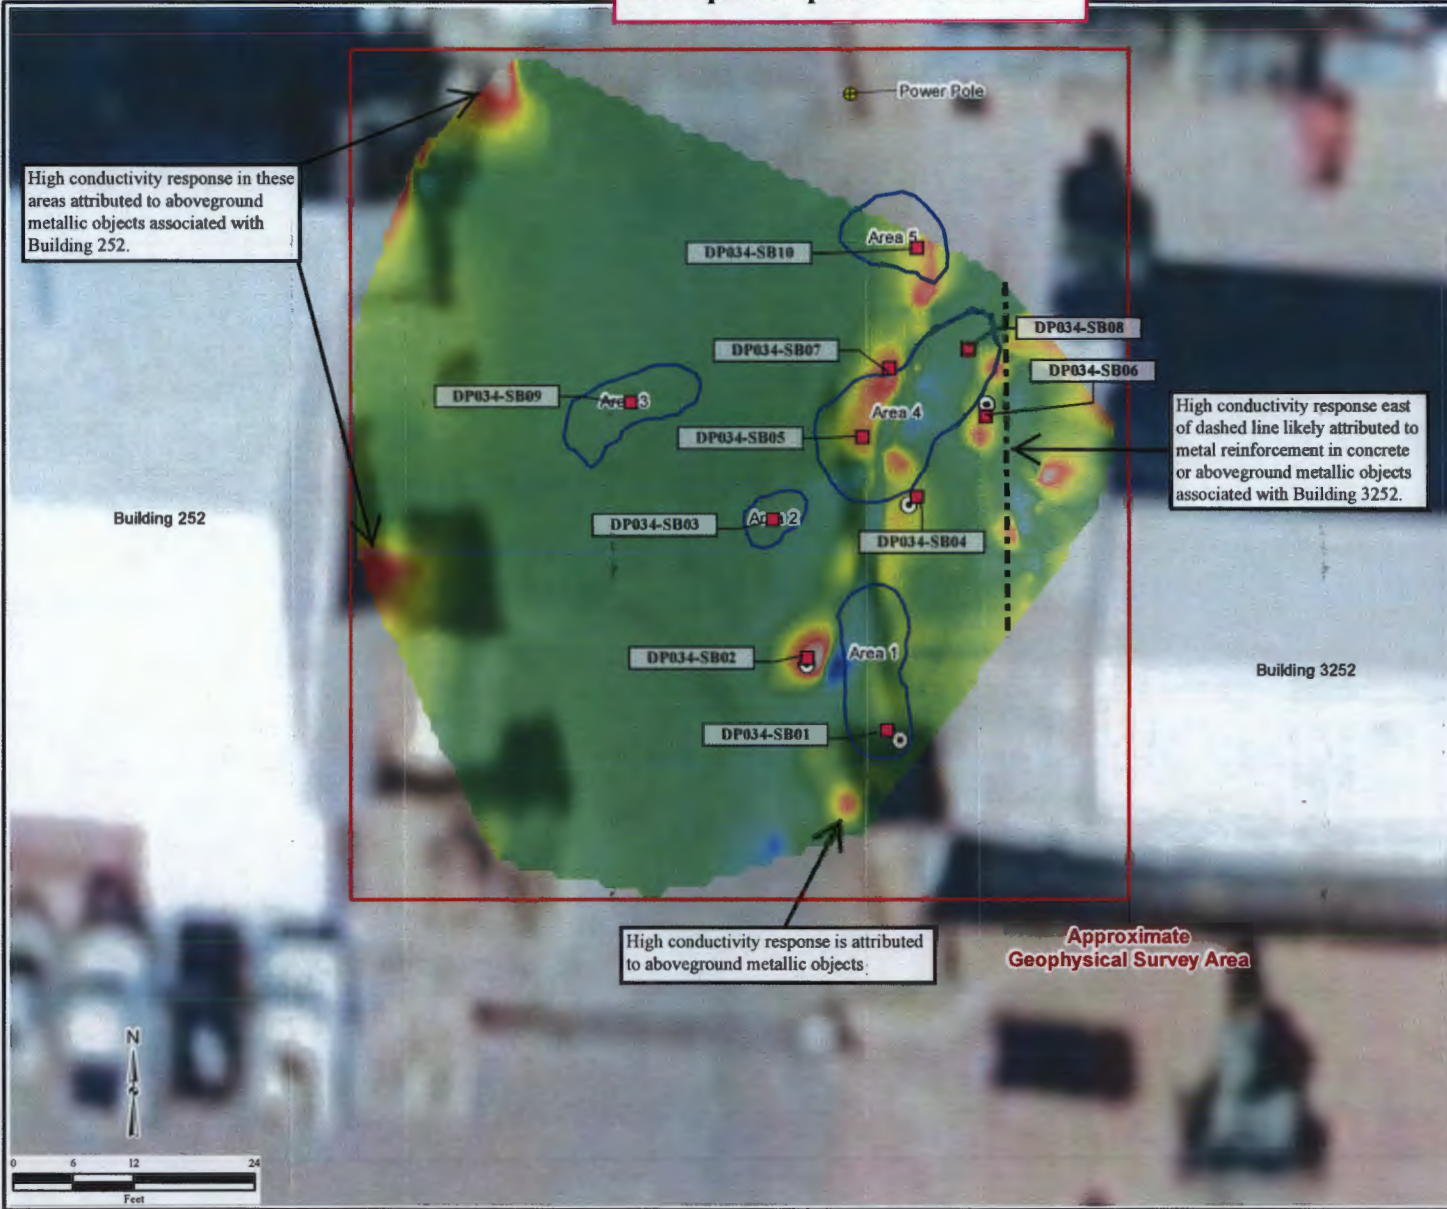 Power Pole
High conductivity response in these
areas attributed to aboveground
metallic objects associated with
Building 252.
Area 5
DP034-SB10
DP034-SB08
DP034-SB07
DP034-SB06
DP034-SB09
Area 3
Area 4
DP034-SB05
High conductivity response east
of dashed line likely attributed to
metal reinforcement in concrete
or aboveground metallic objects
associated with Building 3252.
Building 252
DP034-SB03
Area 2
DP034-SB04
DP034-SB02
Area 1
Building 3252
DP034-SB01
High conductivity response is attributed
to aboveground metallic objects.
Approximate
Geophysical Survey Area
N
0 6 12 24
Feet